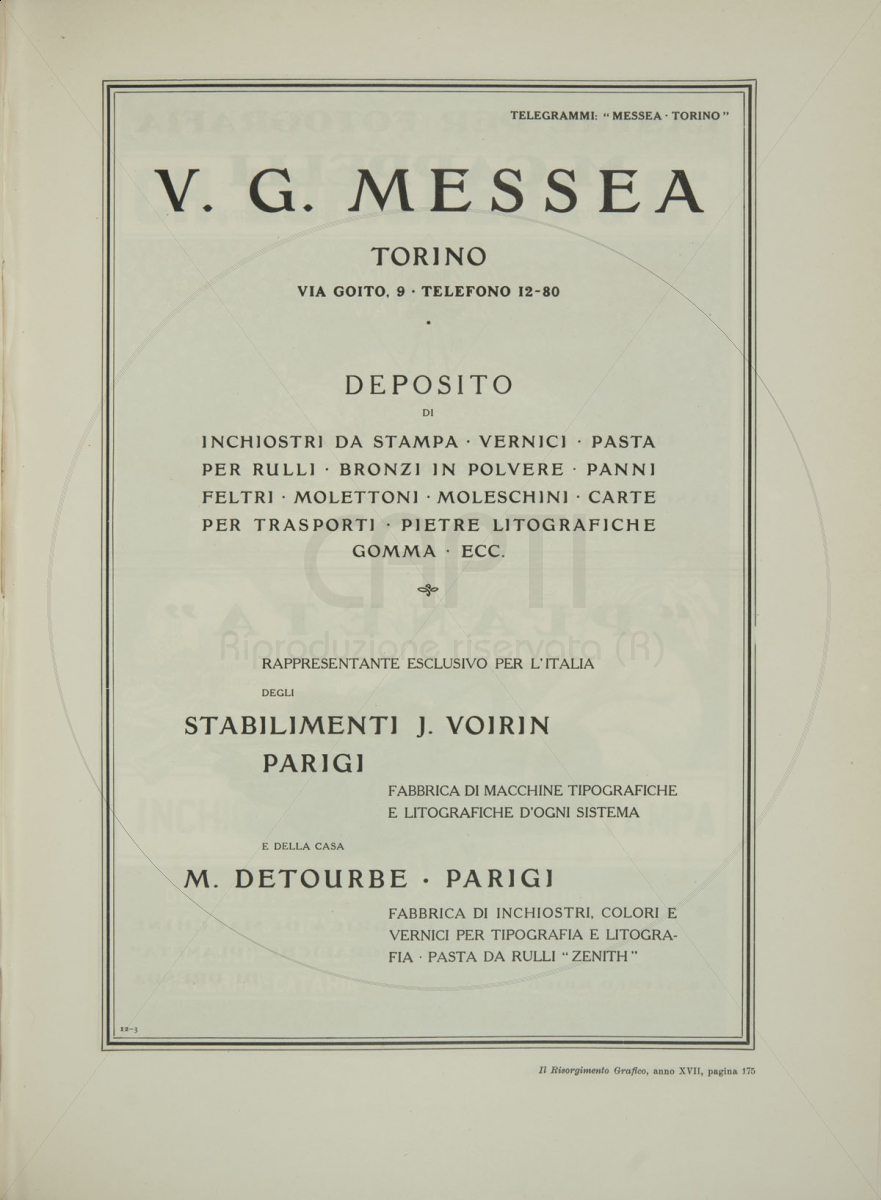 TELEGRAMMI: “ MESSEA · TORINO ”
V. G. MESSEA
TORINO
VIA GOITO, 9 · TELEFONO 12-80
DEPOSITO
DI
INCHIOSTRI DA STAMPA · VERNICI · PASTA
PER RULLI · BRONZI IN POLVERE · PANNI
FELTRI · MOLETTONI · MOLESCHINI · CARTE
PER TRASPORTI · PIETRE LITOGRAFICHE
GOMMA · ECC.
CAPTI
Riproduzione riservata (R)
RAPPRESENTANTE ESCLUSIVO PER L'ITALIA
DEGLI
STABILIMENTI J. VOIRIN
PARIGI
FABBRICA DI MACCHINE TIPOGRAFICHE
E LITOGRAFICHE D'OGNI SISTEMA
E DELLA CASA
M. DETOURBE · PARIGI
FABBRICA DI INCHIOSTRI, COLORI E
VERNICI PER TIPOGRAFIA E LITOGRA-
FIA · PASTA DA RULLI “ ZENITH ”
12-3
Il Risorgimento Grafico, anno XVII, pagina 175